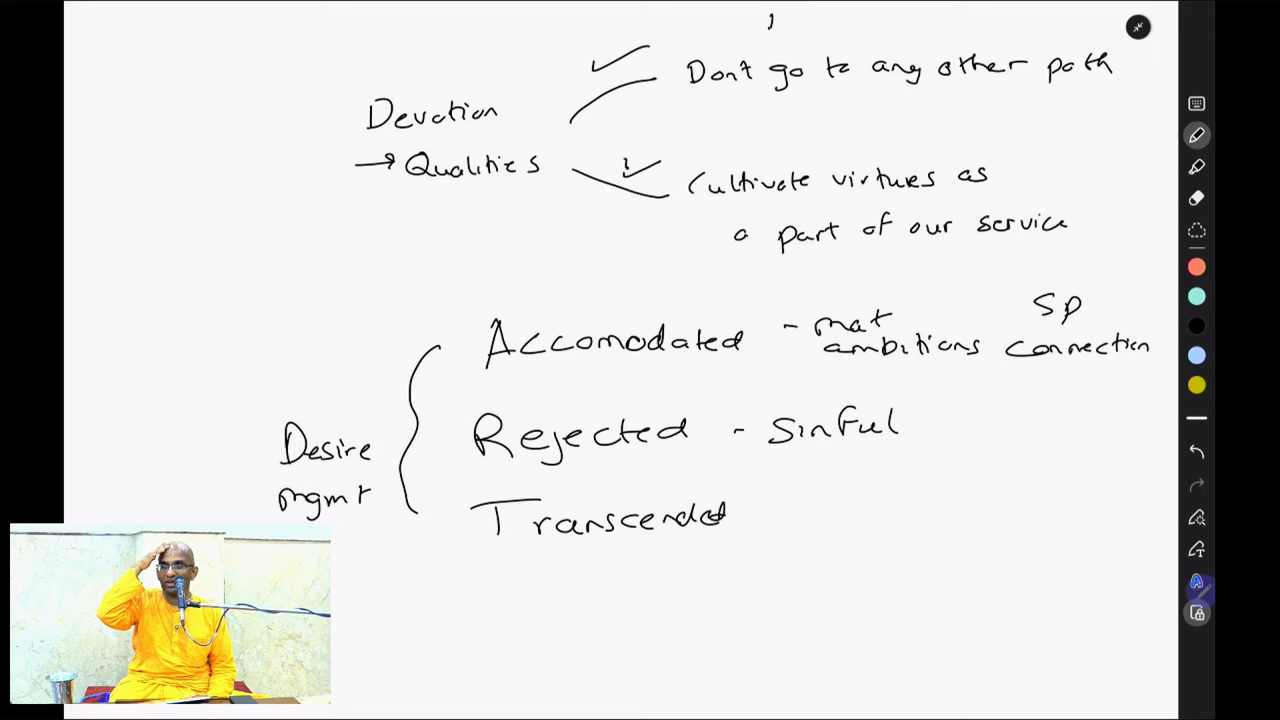 Don't go to any other path
Devotion
→ Qualities
Cultivate virtues as
a part of our service
Accomodated - mat ambitions
Sp connection
Rejected - Sinful
Desire
mgmt
Transcended